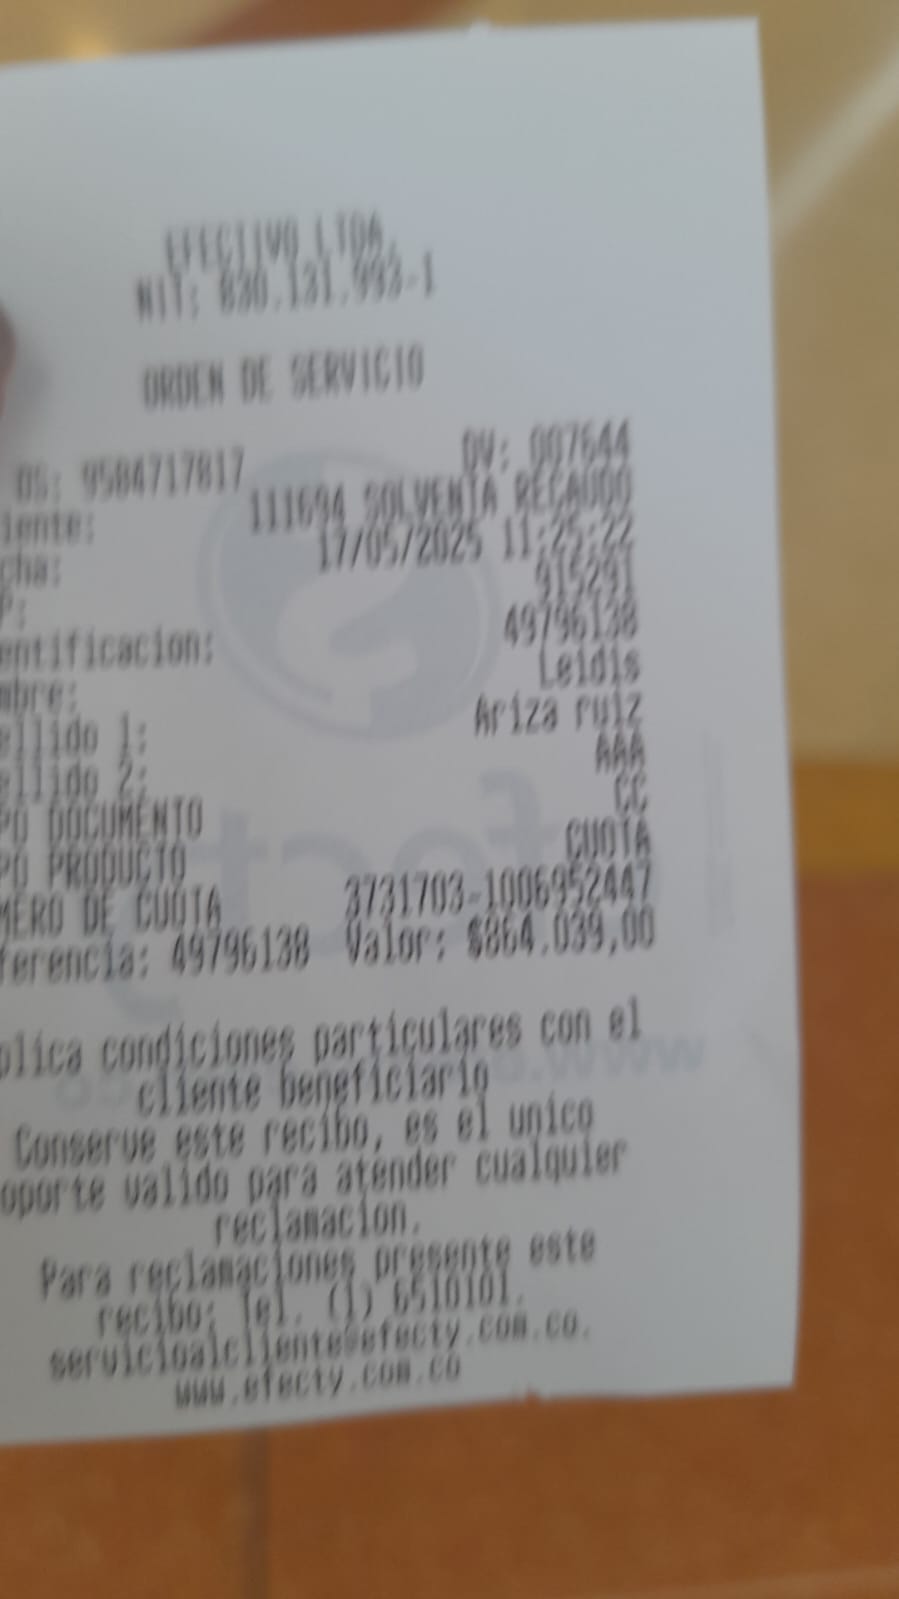 EFECTIVO LTDA.
NIT: 830.131.993-1
ORDEN DE SERVICIO
OS: 9584717817 DV: 007644
iente: 111694 SOLVENTA RECAUDO
cha: 17/05/2025 11:25:22
P: 915291
entificacion: 49796138
mbre: Leidis
ellido 1: Ariza ruiz
ellido 2: AAA
PO DOCUMENTO CC
PO PRODUCTO CUOTA
MERO DE CUOTA 3731703-1006952447
ferencia: 49796138 Valor: $864.039,00
plica condiciones particulares con el
cliente beneficiario
Conserve este recibo, es el unico
oporte valido para atender cualquier
reclamacion.
Para reclamaciones presente este
recibo: Tel. (1) 6510101.
servicioalcliente@efecty.com.co.
www.efecty.com.co